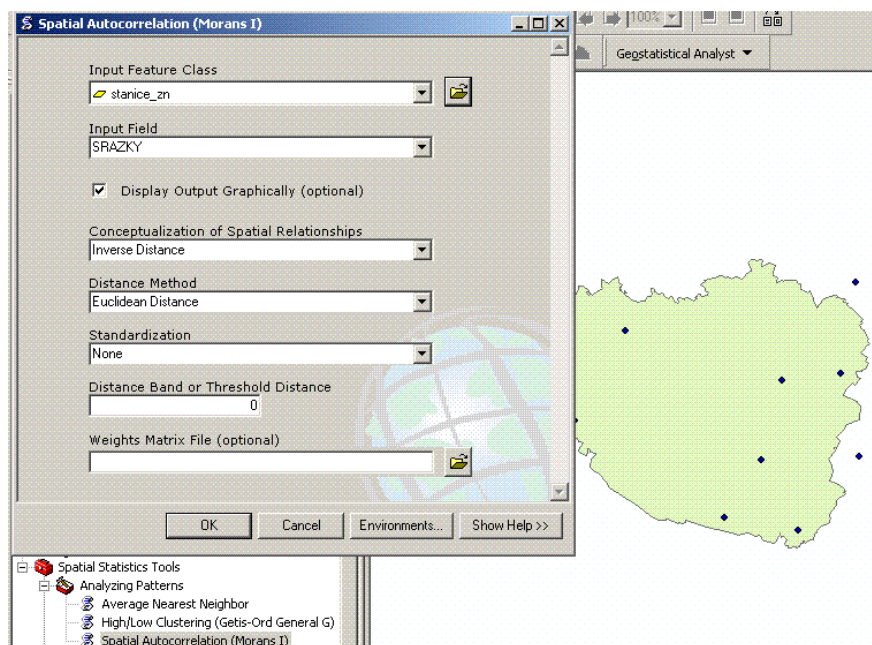 Spatial Autocorrelation (Morans I)
100%
Geostatistical Analyst
Input Feature Class
stanice_zn
Input Field
SRAZKY
Display Output Graphically (optional)
Conceptualization of Spatial Relationships
Inverse Distance
Distance Method
Euclidean Distance
Standardization
None
Distance Band or Threshold Distance
0
Weights Matrix File (optional)
OK
Cancel
Environments...
Show Help >>
Spatial Statistics Tools
Analyzing Patterns
Average Nearest Neighbor
High/Low Clustering (Getis-Ord General G)
Spatial Autocorrelation (Morans I)